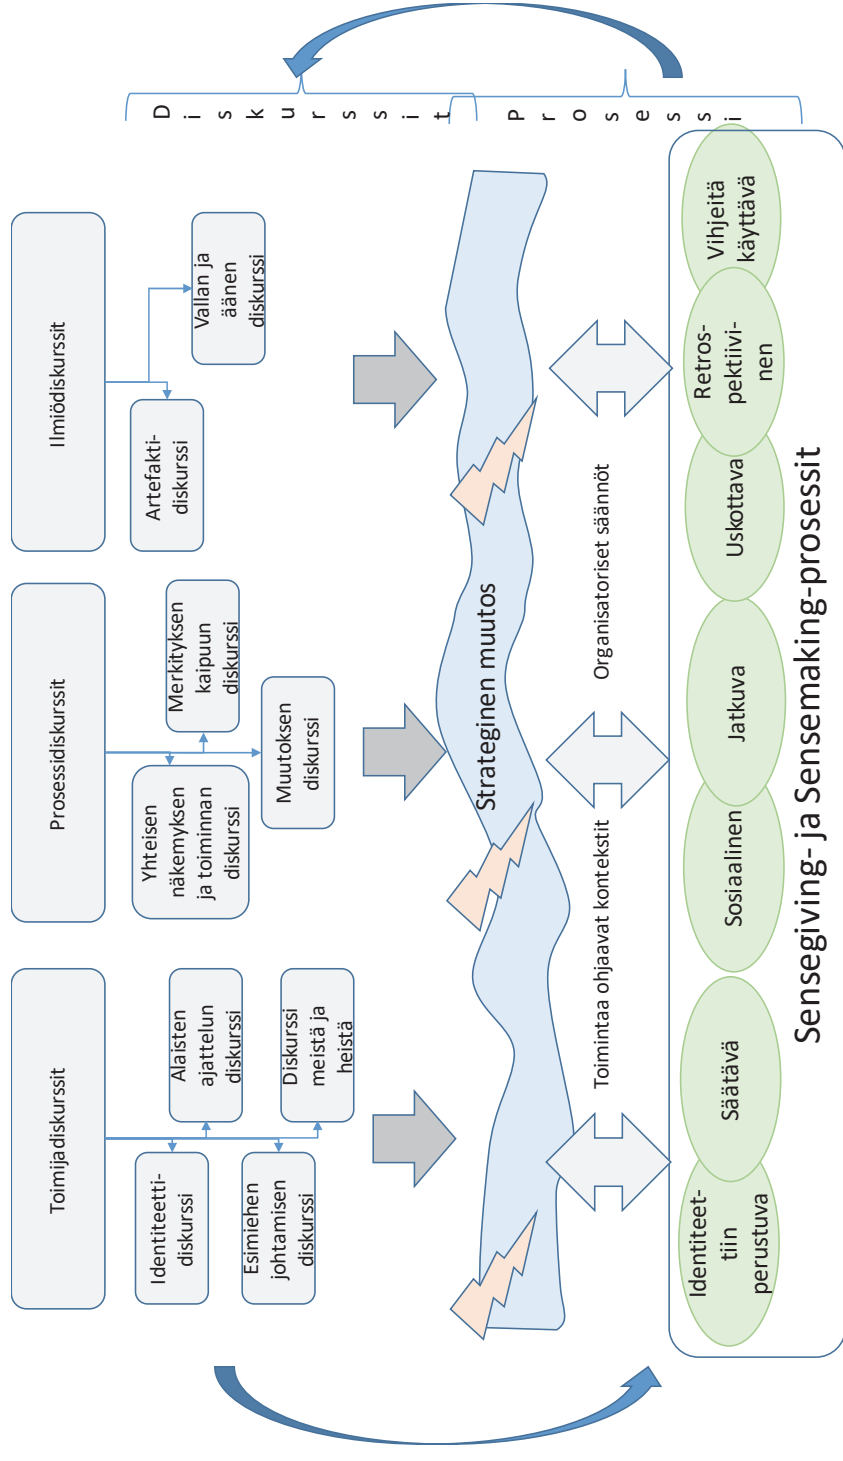 Toimijadiskurssit
Identiteetti-
diskurssi
Alaisten
ajattelun
diskurssi
Esimiehen
johtamisen
diskurssi
Diskurssi
meistä ja
heistä
Prosessidiskurssit
Yhteisen
näkemyksen
ja toiminnan
diskurssi
Merkityksen
kaipuun
diskurssi
Muutoksen
diskurssi
Ilmiödiskurssit
Artefakti-
diskurssi
Vallan ja
äänen
diskurssi
Diskurssit
Strateginen muutos
Toimintaa ohjaavat kontekstit
Organisatoriset säännöt
Prosessi
Identiteet-
tiin
perustuva
Säätävä
Sosiaalinen
Jatkuva
Uskottava
Retros-
pektiivi-
nen
Vihjeitä
käyttävä
Sensegiving- ja Sensemaking-prosessit